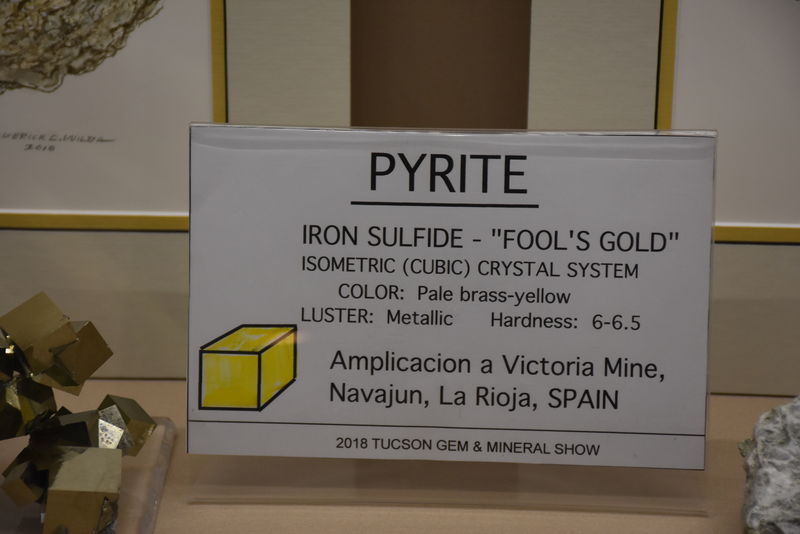 2018
PYRITE
IRON SULFIDE - "FOOL'S GOLD"
ISOMETRIC (CUBIC) CRYSTAL SYSTEM
COLOR: Pale brass-yellow
LUSTER: Metallic Hardness: 6-6.5
Amplicacion a Victoria Mine,
Navajun, La Rioja, SPAIN
2018 TUCSON GEM & MINERAL SHOW